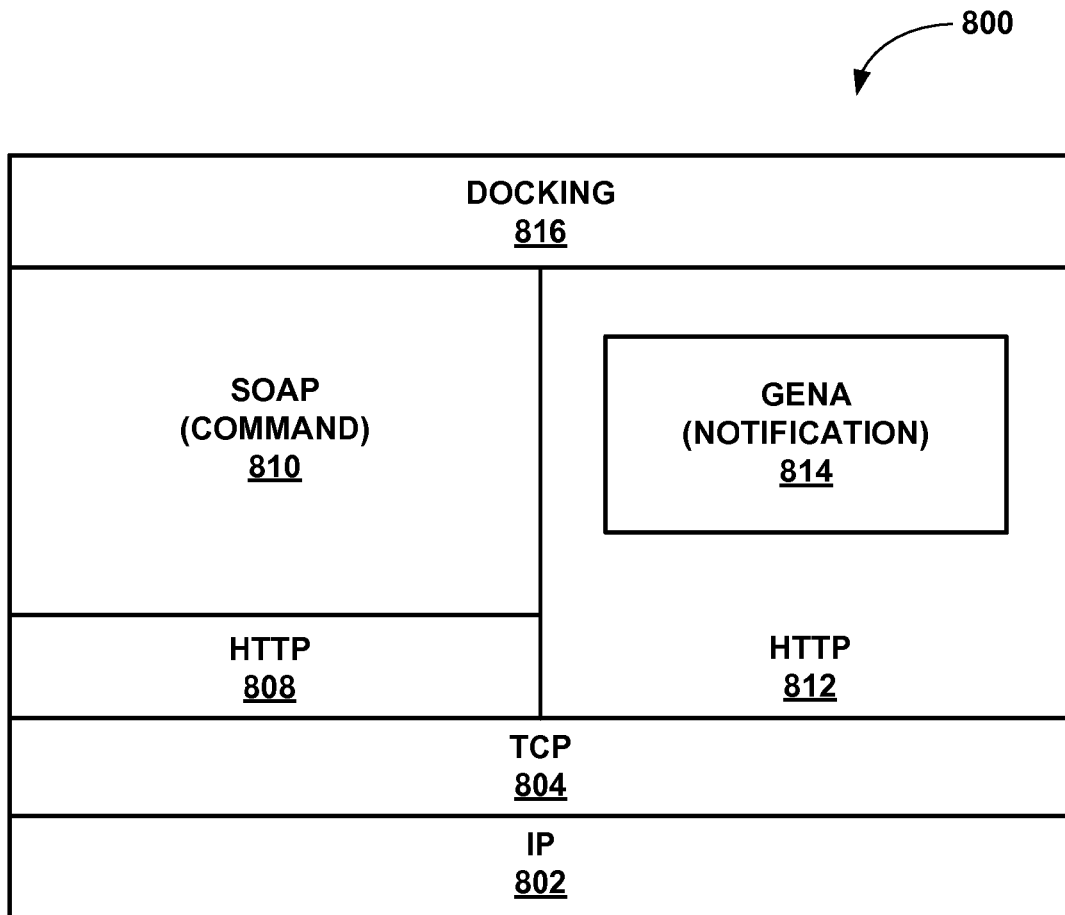 800
DOCKING
816
SOAP
(COMMAND)
810
GENA
(NOTIFICATION)
814
HTTP
808
HTTP
812
TCP
804
IP
802